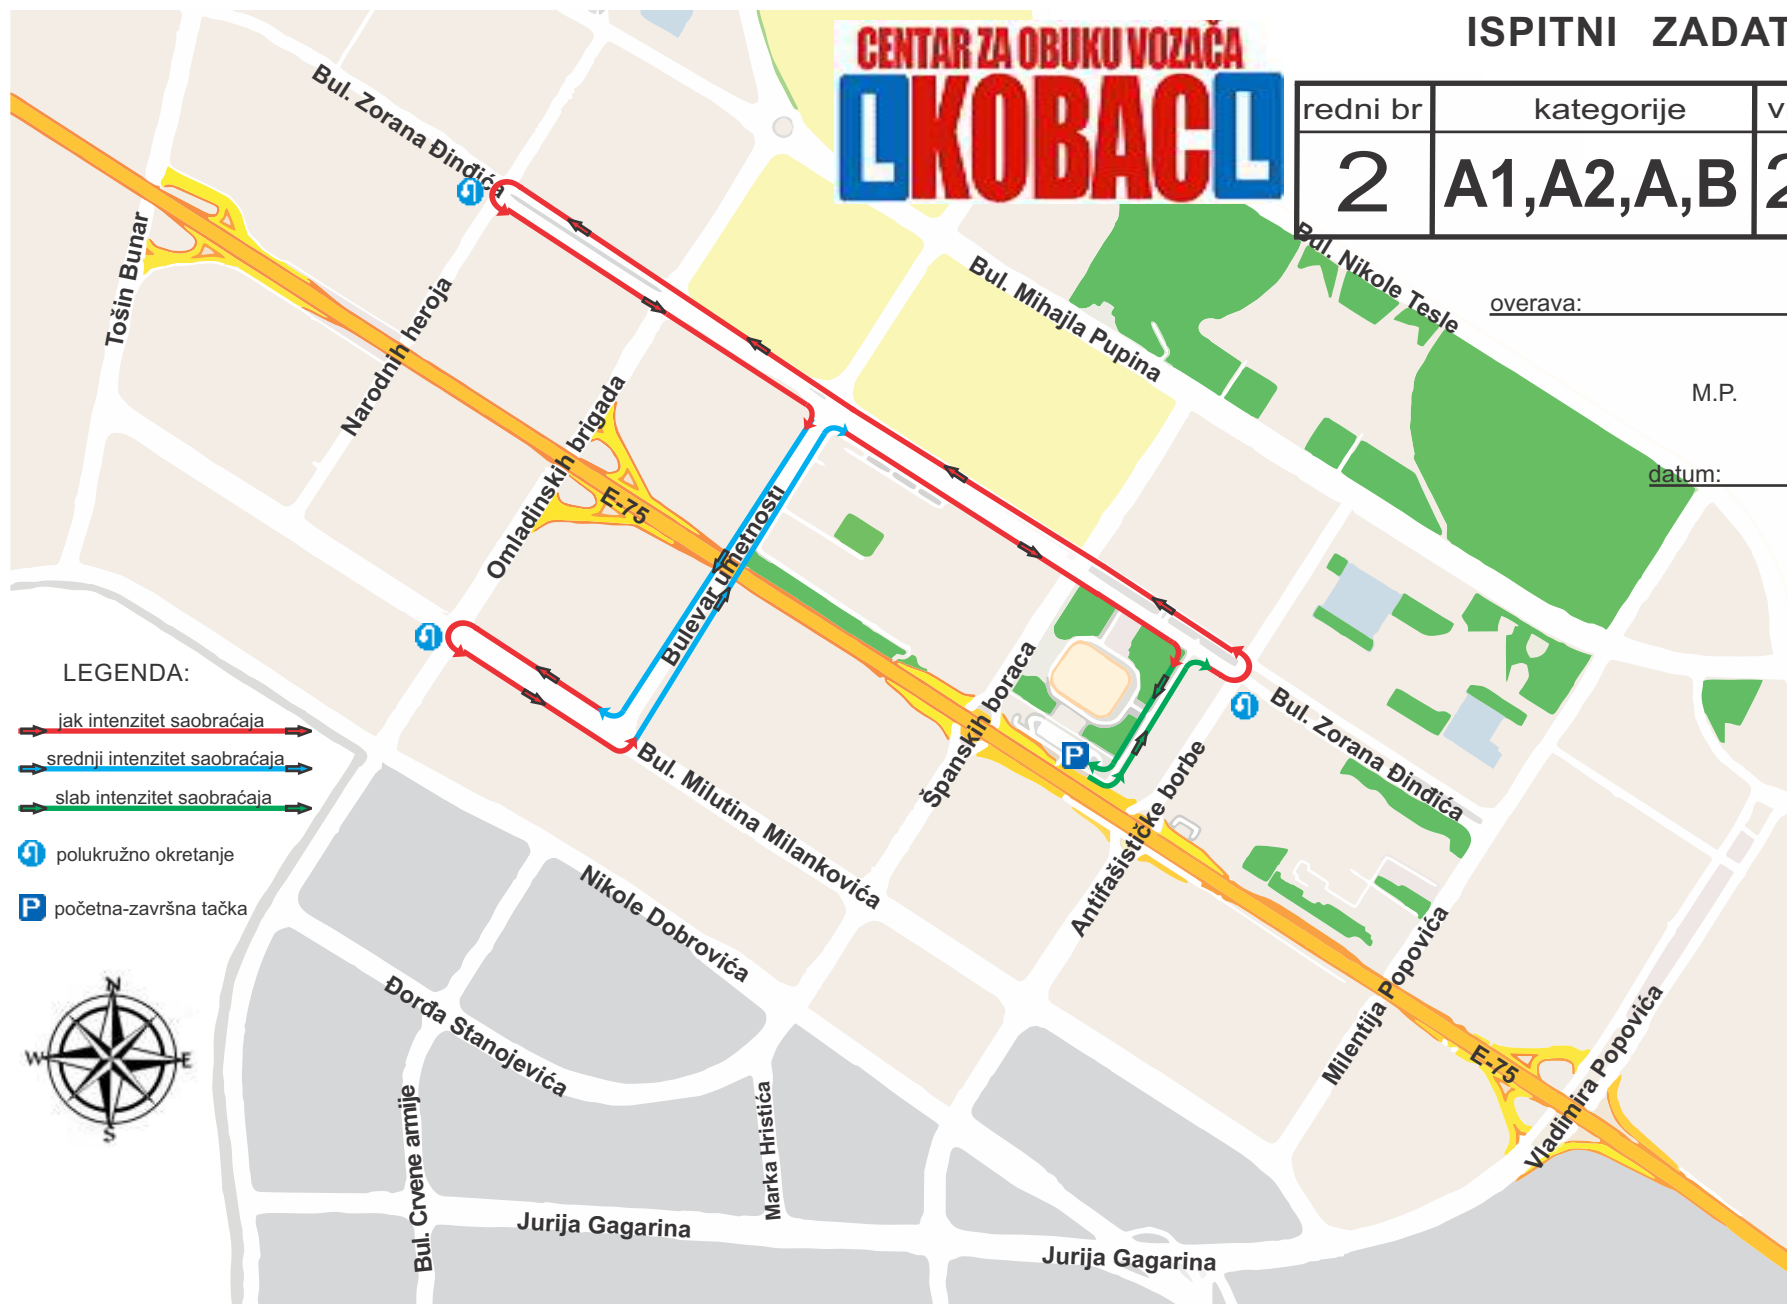 CENTAR ZA OBUKU VOZAČA
L KOBAC L
ISPITNI ZADAT
redni br kategorije v
2 A1,A2,A,B 2
overava:
M.P.
datum:
Bul. Zorana Đinđića
Tošin Bunar
Narodnih heroja
Omladinskih brigada
E-75
Bulevar umetnosti
Bul. Mihajla Pupina
Bul. Nikole Tesle
Španskih boraca
P
Antifašističke borbe
Bul. Zorana Đinđića
Bul. Milutina Milankovića
Nikole Dobrovića
Đorđa Stanojevića
Bul. Crvene armije
Marka Hristića
Jurija Gagarina
Jurija Gagarina
Milentija Popovića
Vladimira Popovića
E-75
LEGENDA:
jak intenzitet saobraćaja
srednji intenzitet saobraćaja
slab intenzitet saobraćaja
polukružno okretanje
P početna-završna tačka
N
W E
S